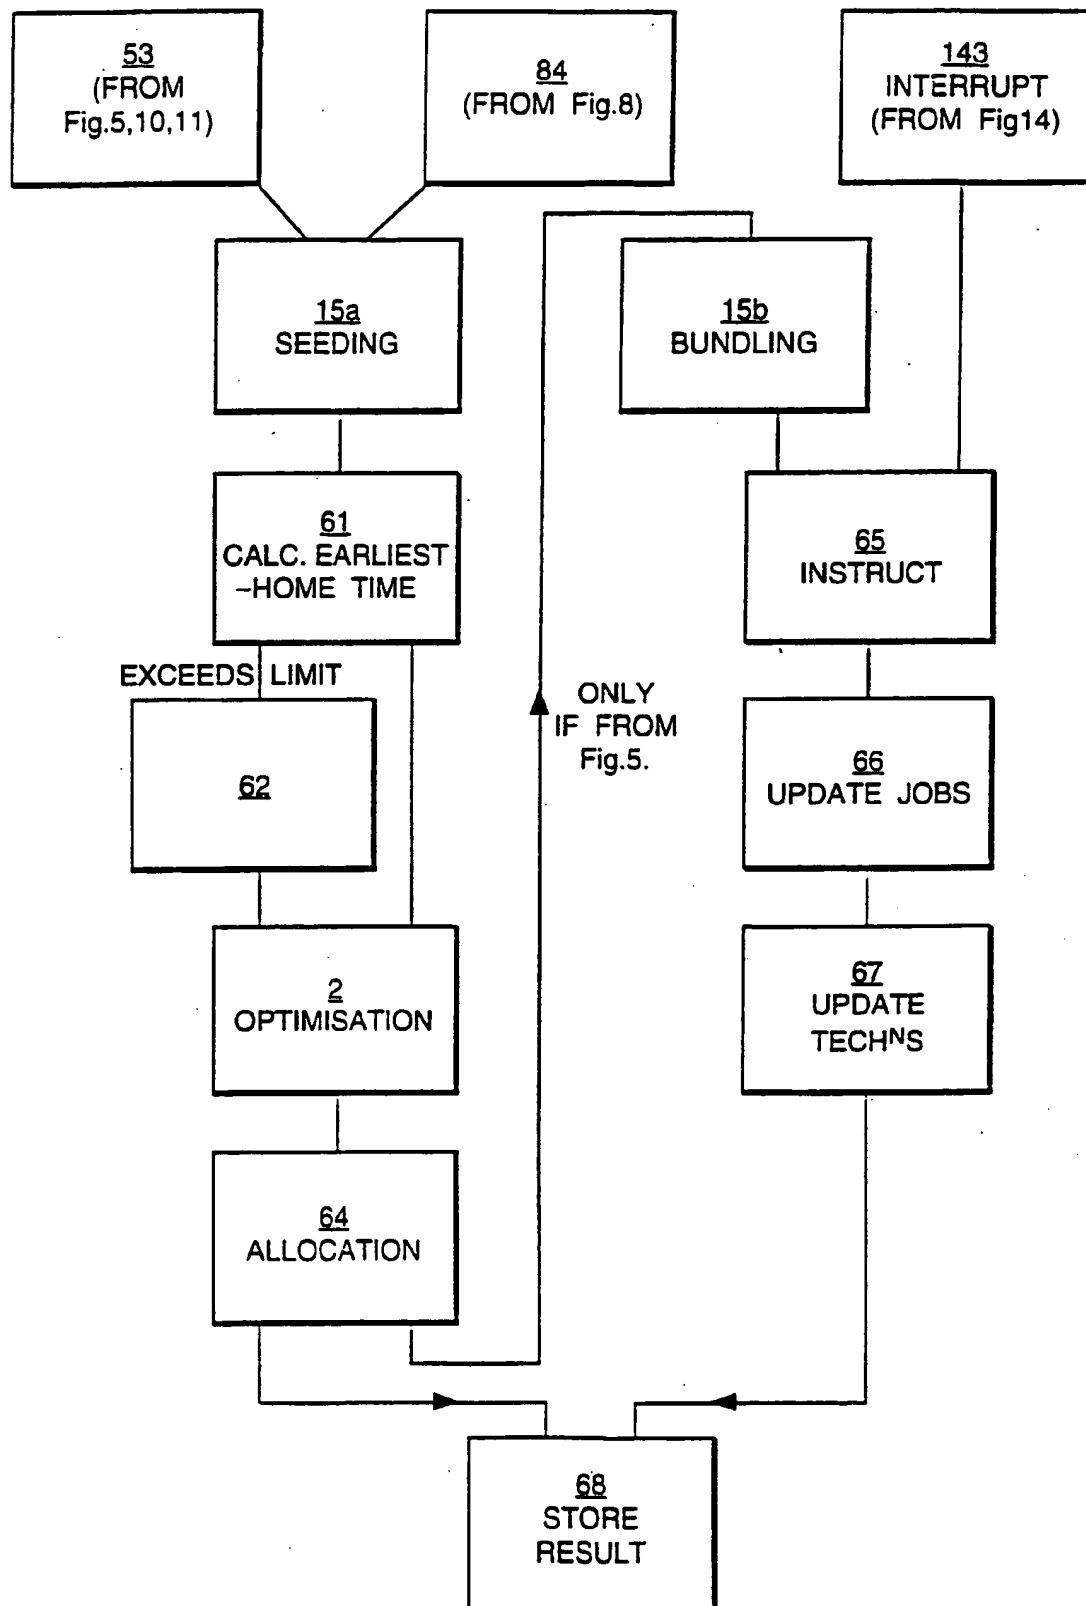 53
(FROM
Fig.5,10,11)
84
(FROM Fig.8)
143
INTERRUPT
(FROM Fig14)
15a
SEEDING
15b
BUNDLING
61
CALC. EARLIEST
-HOME TIME
65
INSTRUCT
EXCEEDS LIMIT
ONLY
IF FROM
Fig.5.
62
66
UPDATE JOBS
2
OPTIMISATION
67
UPDATE
TECHNS
64
ALLOCATION
68
STORE
RESULT